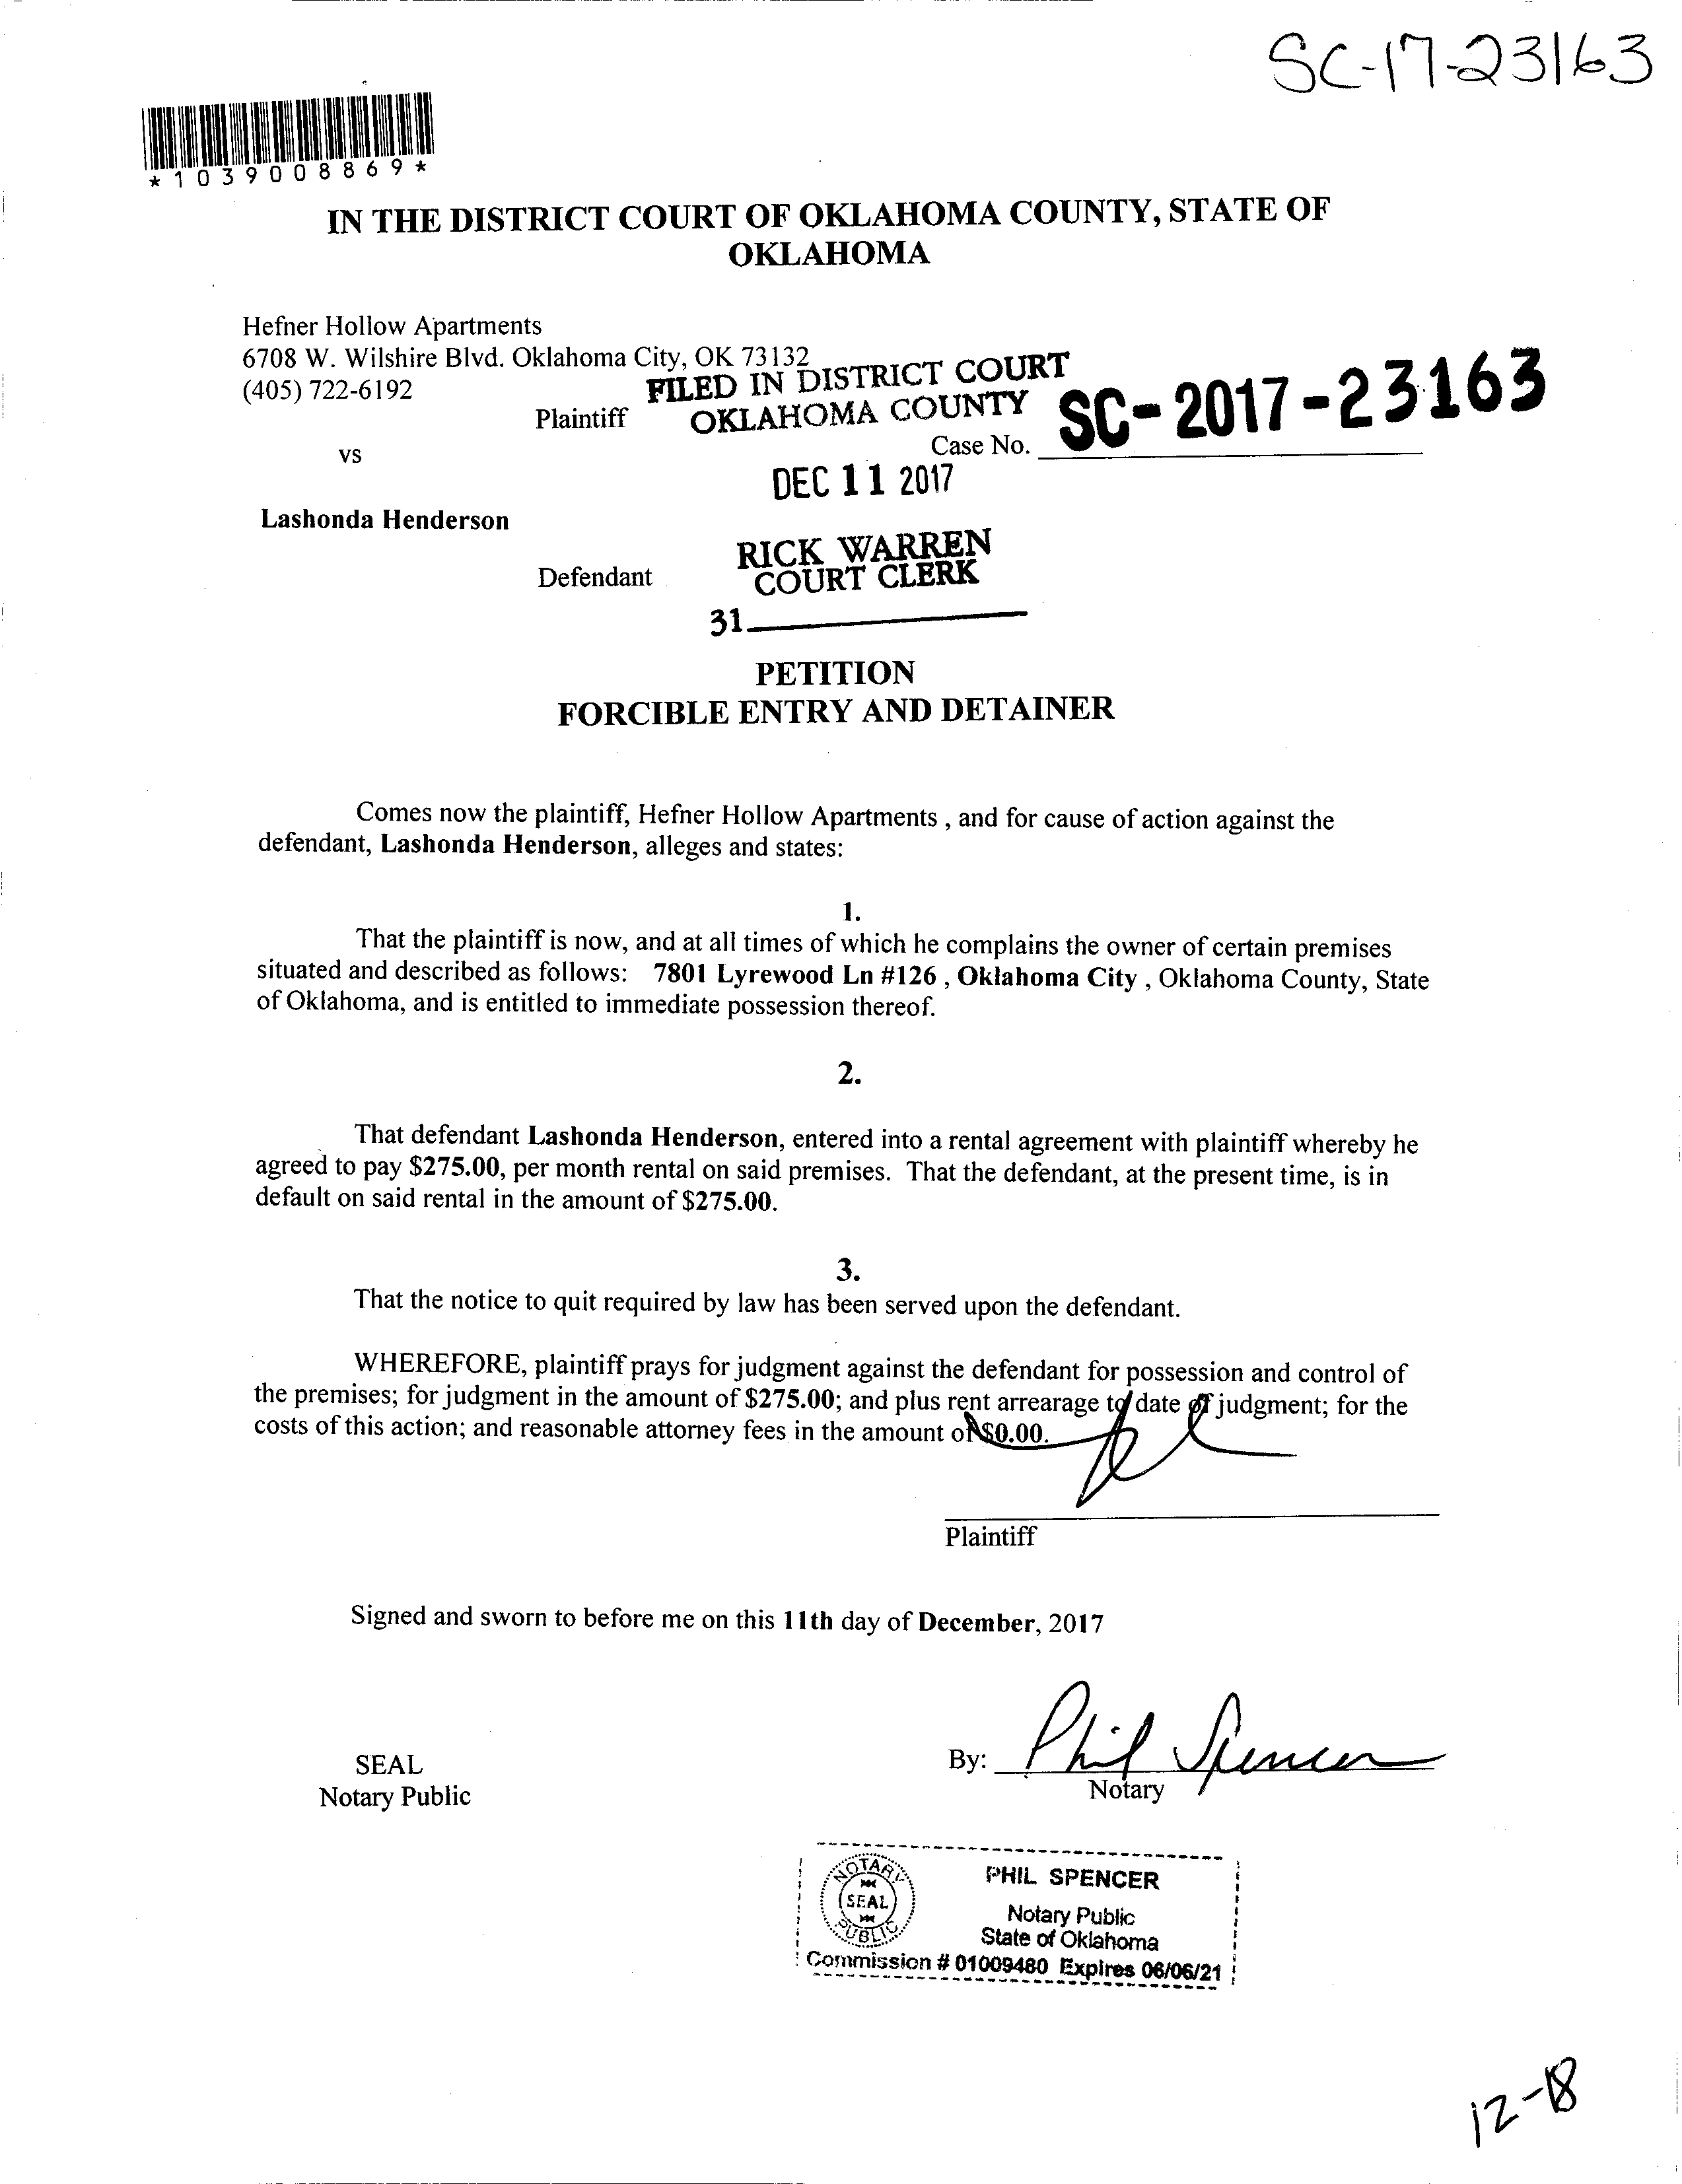 SC-17-23163
*1039008869*
IN THE DISTRICT COURT OF OKLAHOMA COUNTY, STATE OF
OKLAHOMA
Hefner Hollow Apartments
6708 W. Wilshire Blvd. Oklahoma City, OK 73132
(405) 722-6192
FILED IN DISTRICT COURT
Plaintiff OKLAHOMA COUNTY
vs Case No. SC-2017-23163
DEC 11 2017
Lashonda Henderson
RICK WARREN
Defendant COURT CLERK
31
PETITION
FORCIBLE ENTRY AND DETAINER
Comes now the plaintiff, Hefner Hollow Apartments , and for cause of action against the
defendant, Lashonda Henderson, alleges and states:
1.
That the plaintiff is now, and at all times of which he complains the owner of certain premises
situated and described as follows: 7801 Lyrewood Ln #126 , Oklahoma City , Oklahoma County, State
of Oklahoma, and is entitled to immediate possession thereof.
2.
That defendant Lashonda Henderson, entered into a rental agreement with plaintiff whereby he
agreed to pay $275.00, per month rental on said premises. That the defendant, at the present time, is in
default on said rental in the amount of $275.00.
3.
That the notice to quit required by law has been served upon the defendant.
WHEREFORE, plaintiff prays for judgment against the defendant for possession and control of
the premises; for judgment in the amount of $275.00; and plus rent arrearage to date of judgment; for the
costs of this action; and reasonable attorney fees in the amount of $0.00.
Plaintiff
Signed and sworn to before me on this 11th day of December, 2017
SEAL By: Phil Spencer
Notary Public Notary
NOTARY
SEAL
PUBLIC
PHIL SPENCER
Notary Public
State of Oklahoma
Commission # 01009480 Expires 06/06/21
12-18